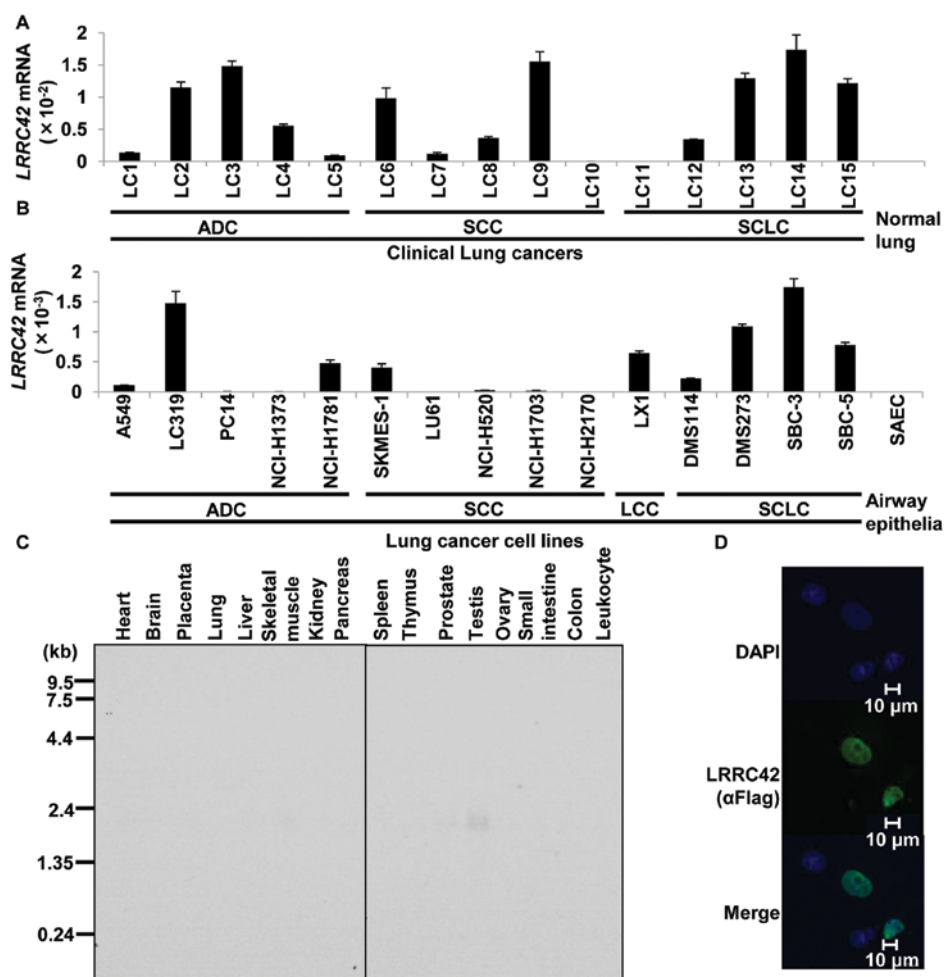 A
LRRC42 mRNA
(×10-2)
2
1.5
1
0.5
0
LC1 LC2 LC3 LC4 LC5 LC6 LC7 LC8 LC9 LC10 LC11 LC12 LC13 LC14 LC15
ADC SCC SCLC Normal
lung
Clinical Lung cancers
B
LRRC42 mRNA
(×10-3)
2
1.5
1
0.5
0
A549 LC319 PC14 NCI-H1373 NCI-H1781 SKMES-1 LU61 NCI-H520 NCI-H1703 NCI-H2170 LX1 DMS114 DMS273 SBC-3 SBC-5 SAEC
ADC SCC LCC SCLC Airway
epithelia
Lung cancer cell lines
C
Heart
Brain
Placenta
Lung
Liver
Skeletal
muscle
Kidney
Pancreas
Spleen
Thymus
Prostate
Testis
Ovary
Small
intestine
Colon
Leukocyte
(kb)
9.5
7.5
4.4
2.4
1.35
0.24
D
DAPI
10 µm
LRRC42
(αFlag)
10 µm
Merge
10 µm